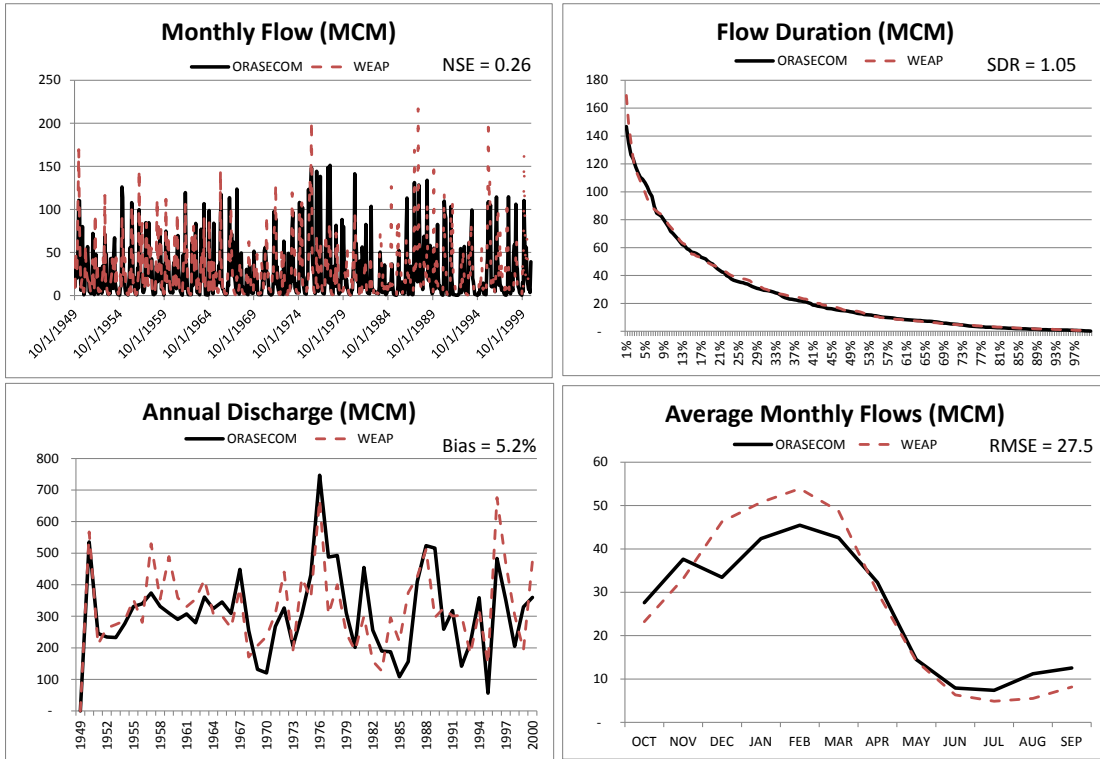 Monthly Flow (MCM)
ORASECOM WEAP NSE = 0.26
250
200
150
100
50
0
10/1/1949 10/1/1954 10/1/1959 10/1/1964 10/1/1969 10/1/1974 10/1/1979 10/1/1984 10/1/1989 10/1/1994 10/1/1999
Flow Duration (MCM)
ORASECOM WEAP SDR = 1.05
180
160
140
120
100
80
60
40
20
-
1% 5% 9% 13% 17% 21% 25% 29% 33% 37% 41% 45% 49% 53% 57% 61% 65% 69% 73% 77% 81% 85% 89% 93% 97%
Annual Discharge (MCM)
ORASECOM WEAP Bias = 5.2%
800
700
600
500
400
300
200
100
-
1949 1952 1955 1958 1961 1964 1967 1970 1973 1976 1979 1982 1985 1988 1991 1994 1997 2000
Average Monthly Flows (MCM)
ORASECOM WEAP RMSE = 27.5
60
50
40
30
20
10
-
OCT NOV DEC JAN FEB MAR APR MAY JUN JUL AUG SEP